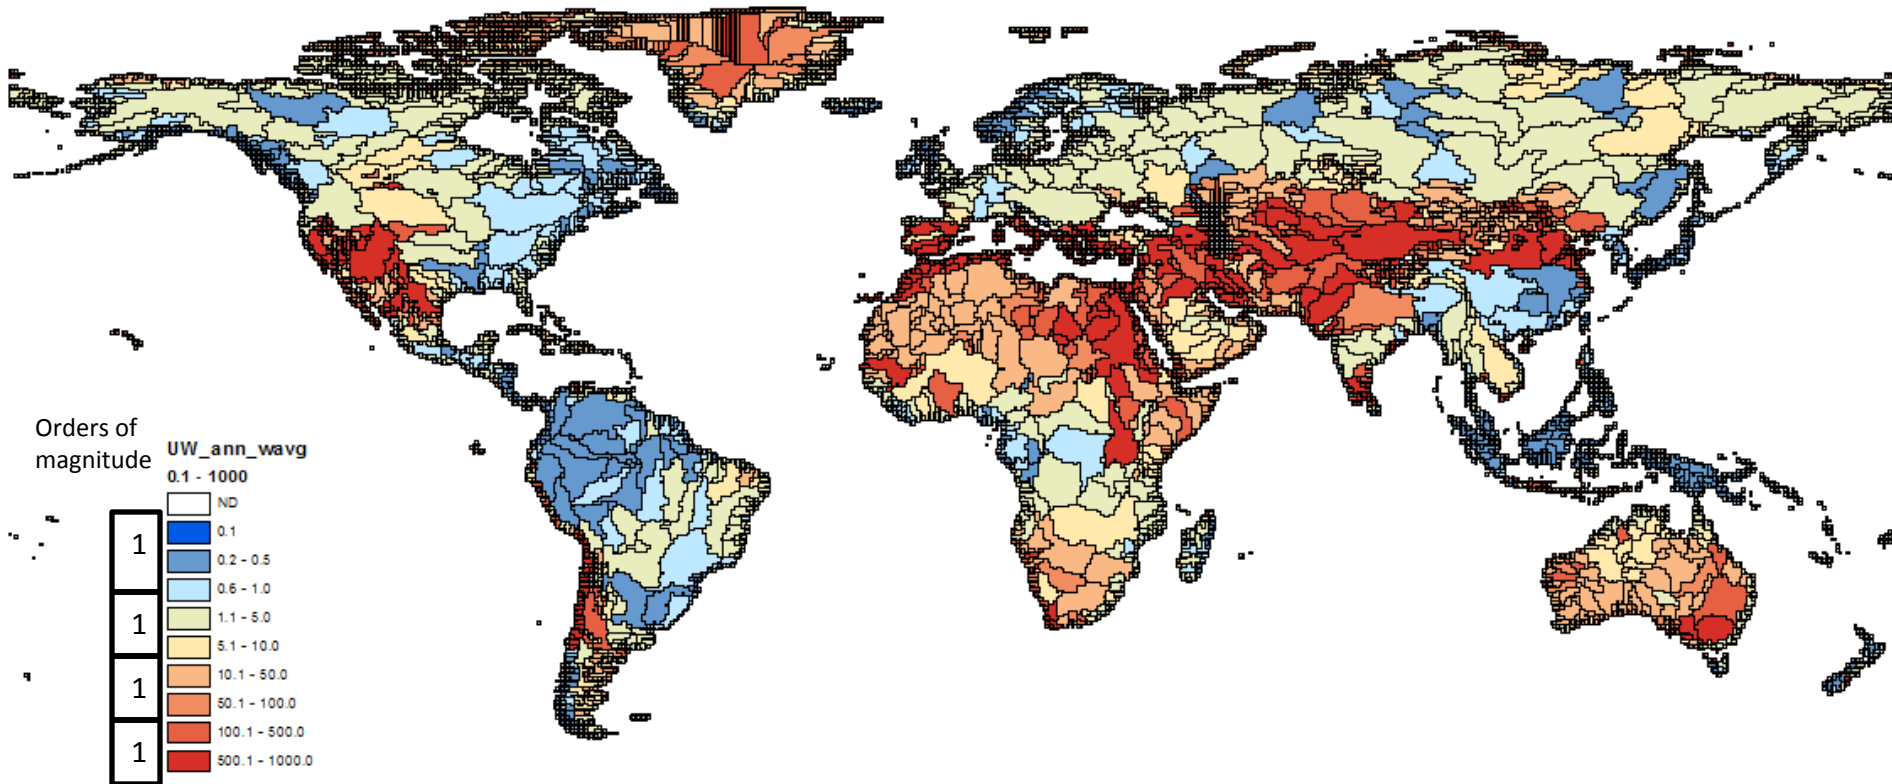 Orders of
magnitude
UW_ann_wavg
0.1 - 1000
ND
0.1
1
0.2 - 0.5
0.6 - 1.0
1
1.1 - 5.0
5.1 - 10.0
1
10.1 - 50.0
50.1 - 100.0
1
100.1 - 500.0
500.1 - 1000.0